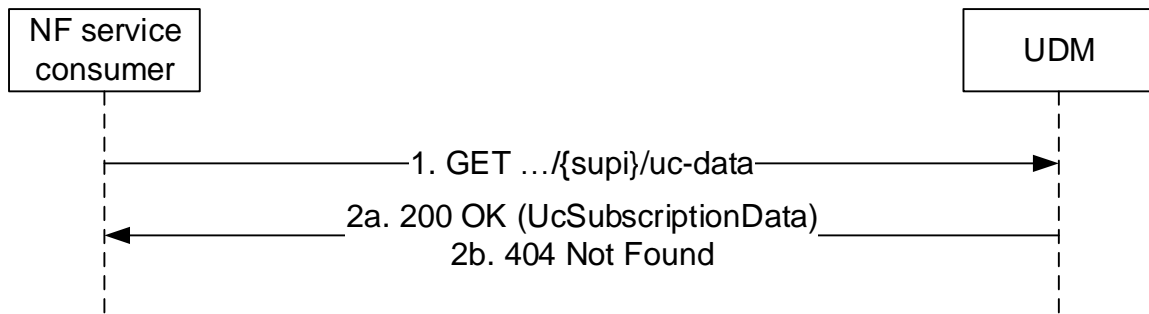 NF service
consumer
UDM
1. GET …/{supi}/uc-data
2a. 200 OK (UcSubscriptionData)
2b. 404 Not Found